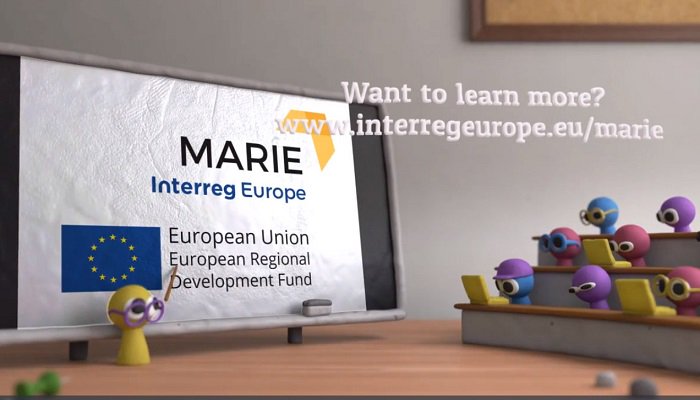 Want to learn more?
www.interregeurope.eu/marie
MARIE
Interreg Europe
European Union
European Regional
Development Fund